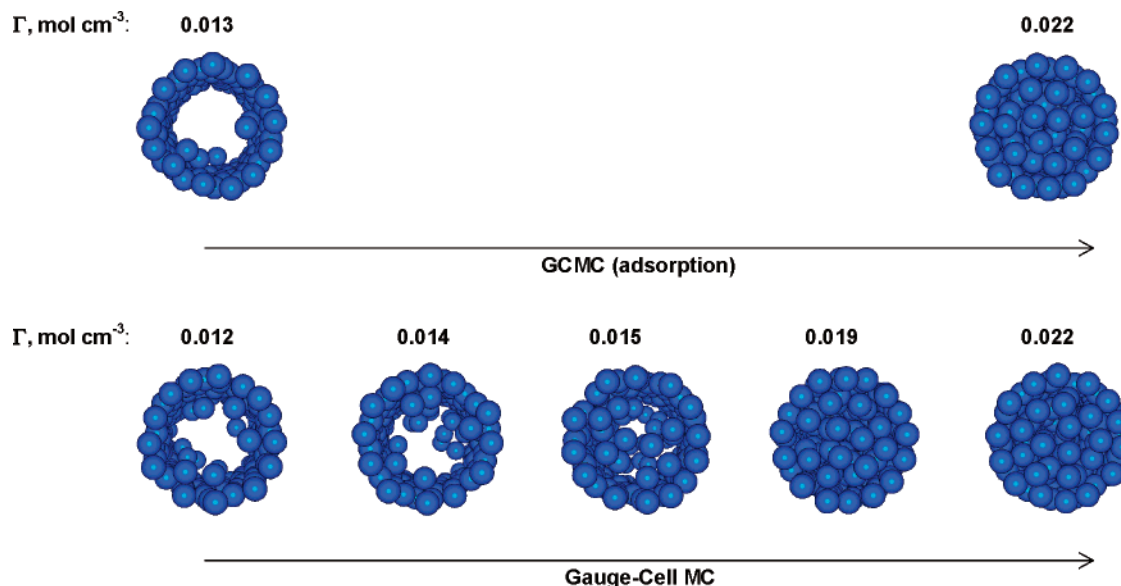 Γ, mol cm⁻³: 0.013 0.022
GCMC (adsorption)
Γ, mol cm⁻³: 0.012 0.014 0.015 0.019 0.022
Gauge-Cell MC